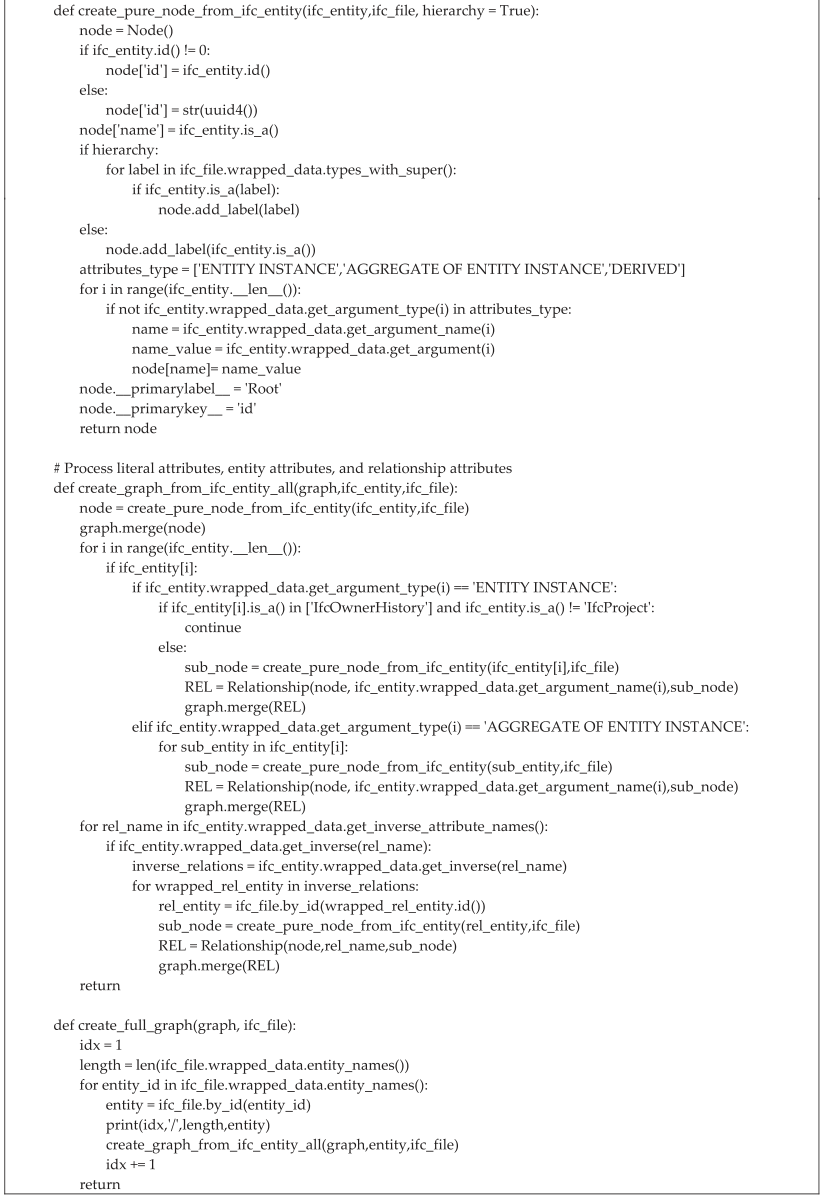 def create_pure_node_from_ifc_entity(ifc_entity,ifc_file, hierarchy = True):
node = Node()
if ifc_entity.id() != 0:
node['id'] = ifc_entity.id()
else:
node['id'] = str(uuid4())
node['name'] = ifc_entity.is_a()
if hierarchy:
for label in ifc_file.wrapped_data.types_with_super():
if ifc_entity.is_a(label):
node.add_label(label)
else:
node.add_label(ifc_entity.is_a())
attributes_type = ['ENTITY INSTANCE','AGGREGATE OF ENTITY INSTANCE','DERIVED']
for i in range(ifc_entity.__len__()):
if not ifc_entity.wrapped_data.get_argument_type(i) in attributes_type:
name = ifc_entity.wrapped_data.get_argument_name(i)
name_value = ifc_entity.wrapped_data.get_argument(i)
node[name]= name_value
node.__primarylabel__ = 'Root'
node.__primarykey__ = 'id'
return node
# Process literal attributes, entity attributes, and relationship attributes
def create_graph_from_ifc_entity_all(graph,ifc_entity,ifc_file):
node = create_pure_node_from_ifc_entity(ifc_entity,ifc_file)
graph.merge(node)
for i in range(ifc_entity.__len__()):
if ifc_entity[i]:
if ifc_entity.wrapped_data.get_argument_type(i) == 'ENTITY INSTANCE':
if ifc_entity[i].is_a() in ['IfcOwnerHistory'] and ifc_entity.is_a() != 'IfcProject':
continue
else:
sub_node = create_pure_node_from_ifc_entity(ifc_entity[i],ifc_file)
REL = Relationship(node, ifc_entity.wrapped_data.get_argument_name(i),sub_node)
graph.merge(REL)
elif ifc_entity.wrapped_data.get_argument_type(i) == 'AGGREGATE OF ENTITY INSTANCE':
for sub_entity in ifc_entity[i]:
sub_node = create_pure_node_from_ifc_entity(sub_entity,ifc_file)
REL = Relationship(node, ifc_entity.wrapped_data.get_argument_name(i),sub_node)
graph.merge(REL)
for rel_name in ifc_entity.wrapped_data.get_inverse_attribute_names():
if ifc_entity.wrapped_data.get_inverse(rel_name):
inverse_relations = ifc_entity.wrapped_data.get_inverse(rel_name)
for wrapped_rel_entity in inverse_relations:
rel_entity = ifc_file.by_id(wrapped_rel_entity.id())
sub_node = create_pure_node_from_ifc_entity(rel_entity,ifc_file)
REL = Relationship(node,rel_name,sub_node)
graph.merge(REL)
return
def create_full_graph(graph, ifc_file):
idx = 1
length = len(ifc_file.wrapped_data.entity_names())
for entity_id in ifc_file.wrapped_data.entity_names():
entity = ifc_file.by_id(entity_id)
print(idx,'/',length,entity)
create_graph_from_ifc_entity_all(graph,entity,ifc_file)
idx += 1
return